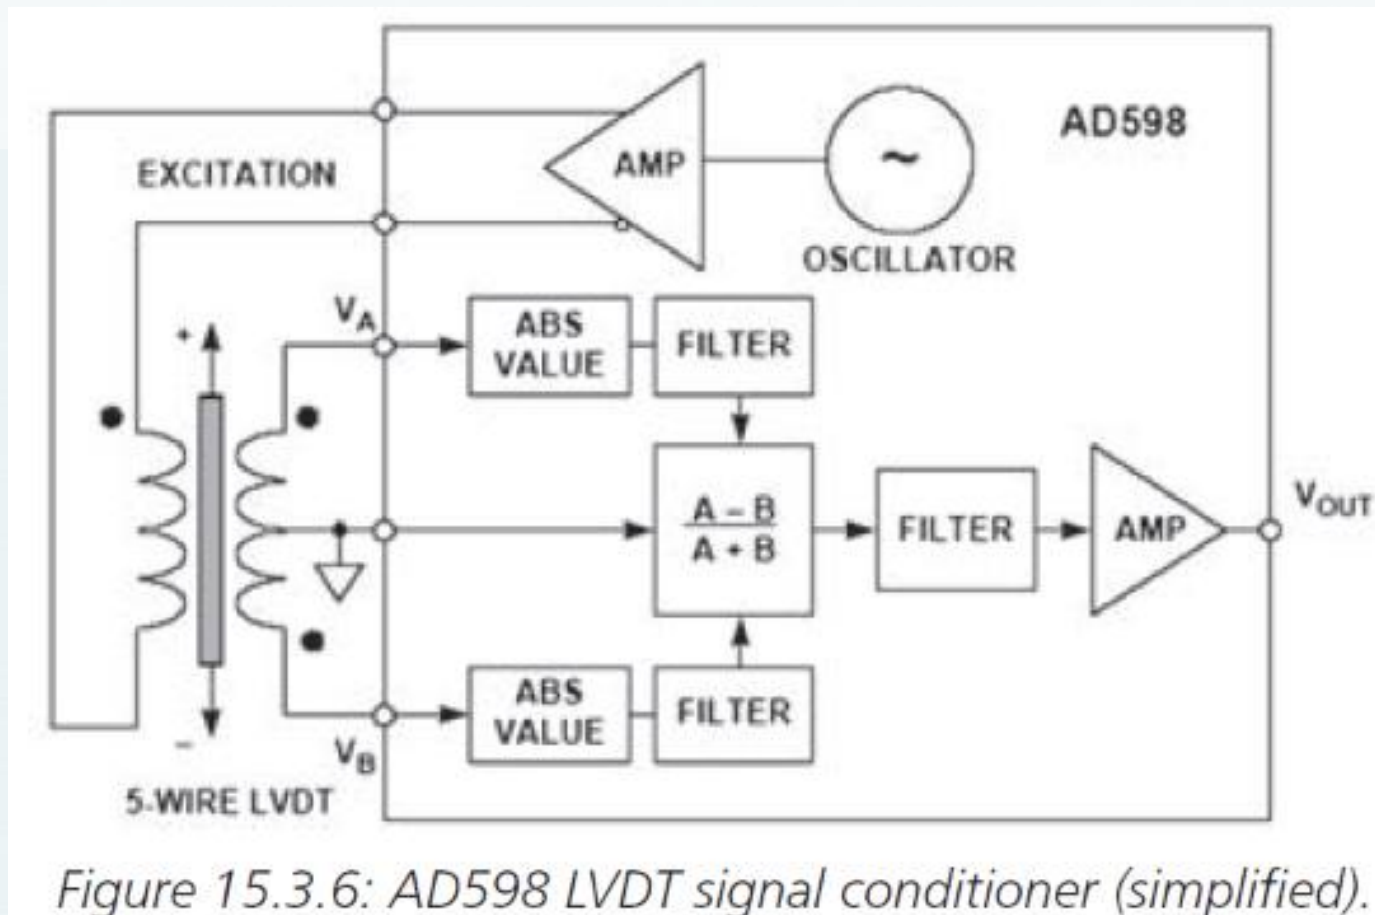 AD598
AMP
~
EXCITATION
OSCILLATOR
VA
+
ABS
VALUE
FILTER
A – B
A + B
FILTER
AMP
VOUT
ABS
VALUE
FILTER
–
VB
5-WIRE LVDT
Figure 15.3.6: AD598 LVDT signal conditioner (simplified).